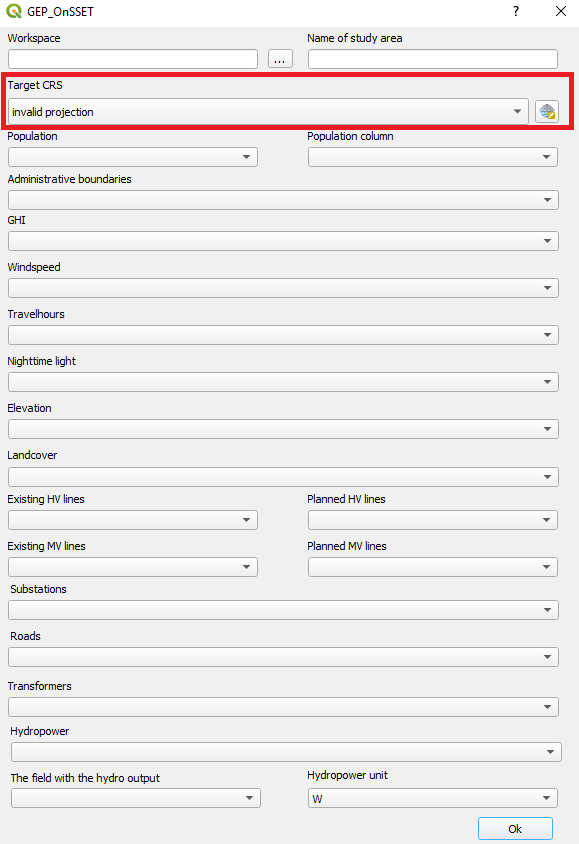 GEP_OnSSET ?
Workspace Name of study area
...
Target CRS
invalid projection
Population Population column
Administrative boundaries
GHI
Windspeed
Travelhours
Nighttime light
Elevation
Landcover
Existing HV lines Planned HV lines
Existing MV lines Planned MV lines
Substations
Roads
Transformers
Hydropower
The field with the hydro output Hydropower unit
W
Ok